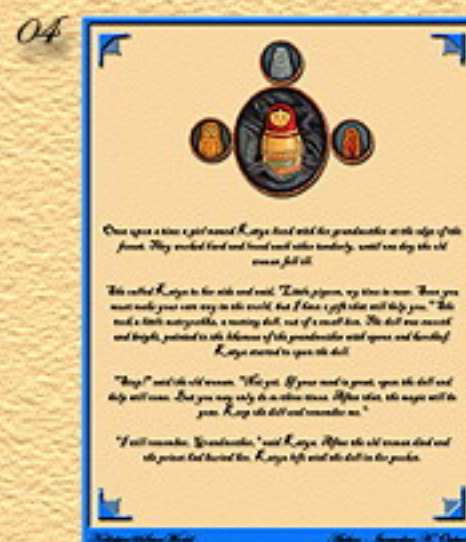 04
Once upon a time a girl named Katya lived with her grandmother at the edge of the
forest. They worked hard and loved each other tenderly, until one day the old
woman fell ill.
She called Katya to her side and said, "Little pigeon, my time is near. Soon you
must make your own way in the world, but I have a gift that will help you." She
took a little matryoshka, a nesting doll, out of a small box. The doll was
and bright, painted in the likeness of the grandmother with apron and kerchief.
Katya started to open the doll.
"Stop!" said the old woman. "Not yet. If your need is great, open the doll and
help will come. But you may only do so three times. After that, the magic will be
gone. Keep the doll and remember me."
"I will remember, Grandmother," said Katya. After the old woman died and
the priest had buried her, Katya left with the doll in her pocket.